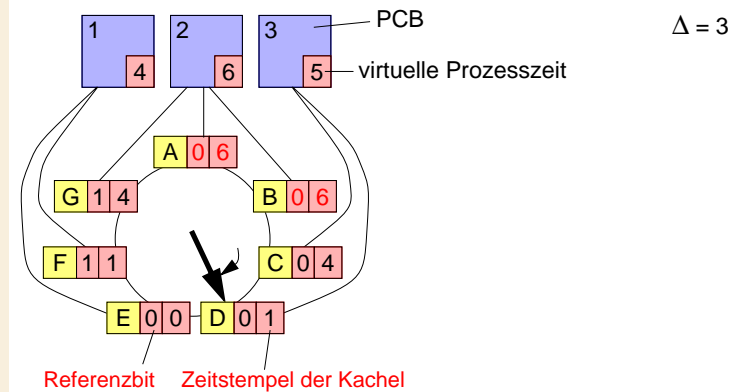 1 2 3 PCB Δ = 3
4 6 5 virtuelle Prozesszeit
A 0 6
G 1 4 B 0 6
F 1 1 C 0 4
E 0 0 D 0 1
Referenzbit Zeitstempel der Kachel